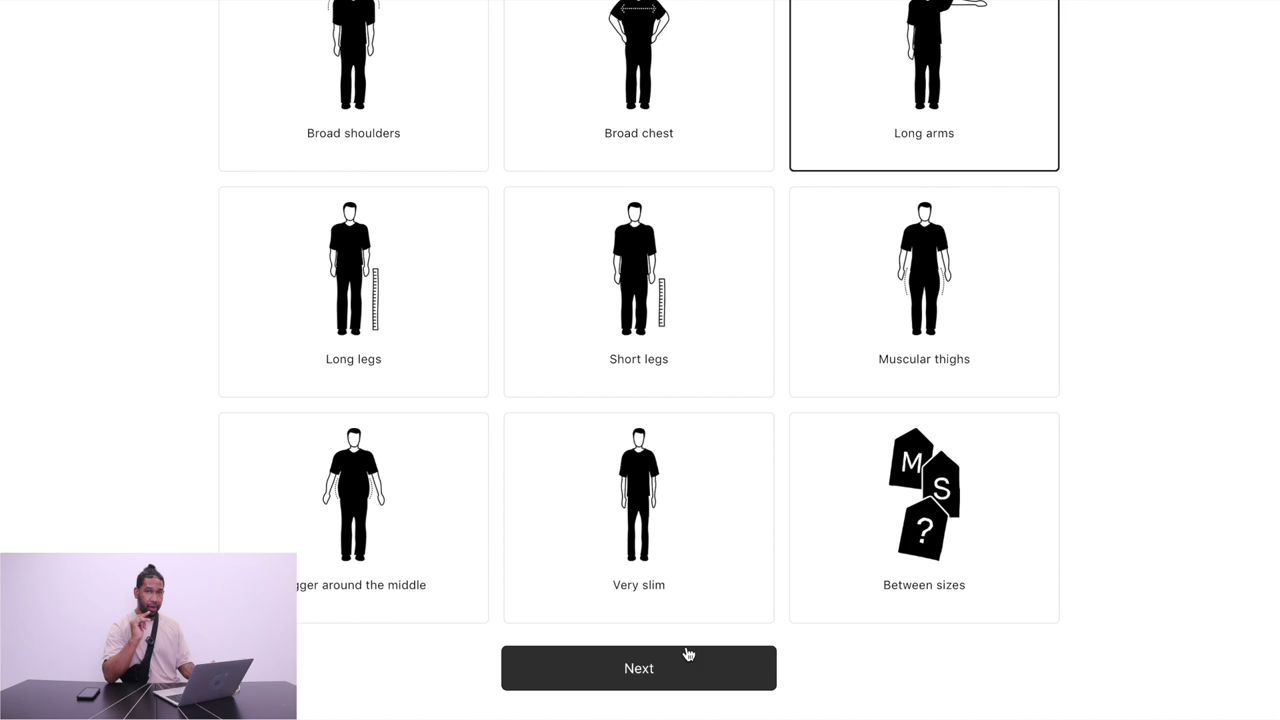 Broad shoulders
Broad chest
Long arms
Long legs
Short legs
Muscular thighs
M
S
?
around the middle
Very slim
Between sizes
Next